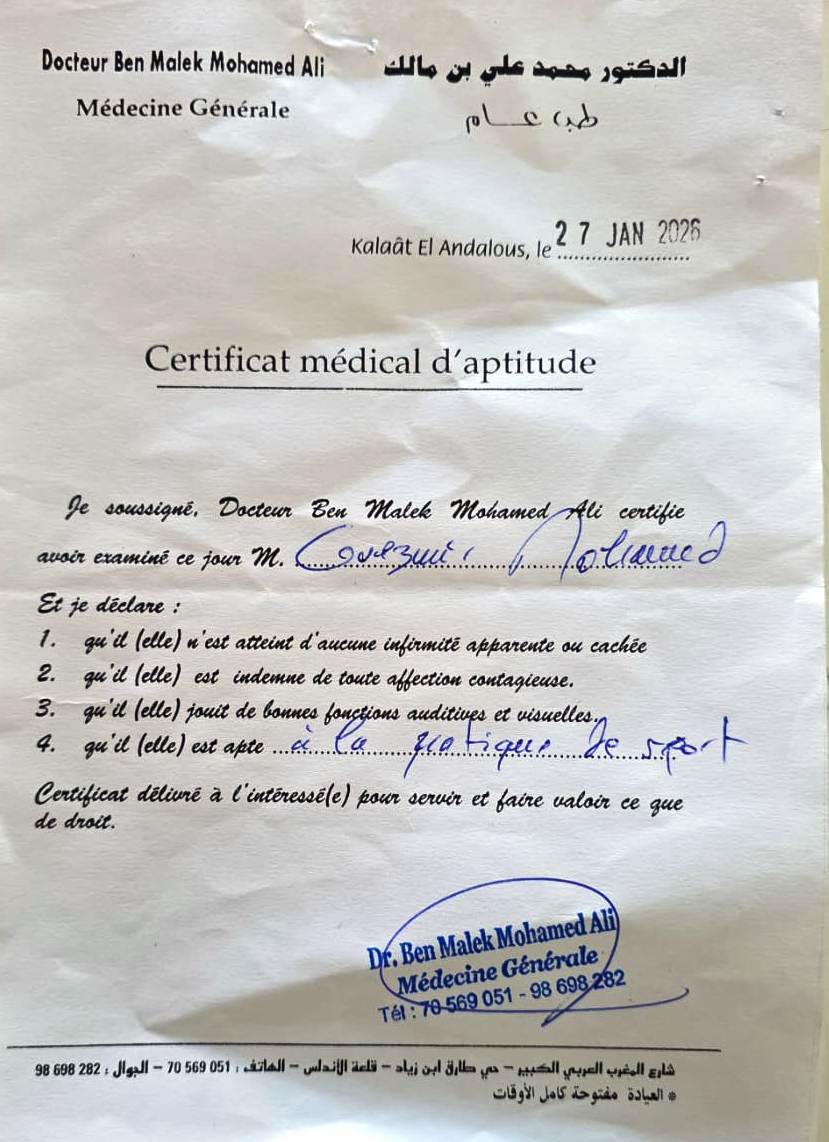 Docteur Ben Malek Mohamed Ali
الدكتور محمد علي بن مالك
Médecine Générale
طب عام
Kalaât El Andalous, le 27 JAN 2026
Certificat médical d'aptitude
Je soussigné, Docteur Ben Malek Mohamed Ali certifie
avoir examiné ce jour M. Mohamed
Et je déclare :
1. qu'il (elle) n'est atteint d'aucune infirmité apparente ou cachée
2. qu'il (elle) est indemne de toute affection contagieuse.
3. qu'il (elle) jouit de bonnes fonctions auditives et visuelles.
4. qu'il (elle) est apte à la pratique de sport
Certificat délivré à l'intéressé(e) pour servir et faire valoir ce que
de droit.
Dr. Ben Malek Mohamed Ali
Médecine Générale
Tél : 70 569 051 - 98 698 282
شارع المغرب العربي الكبير - حي طارق ابن زياد - قلعة الأندلس - الهاتف : 70 569 051 - الجوال : 98 698 282
* العيادة مفتوحة كامل الأوقات